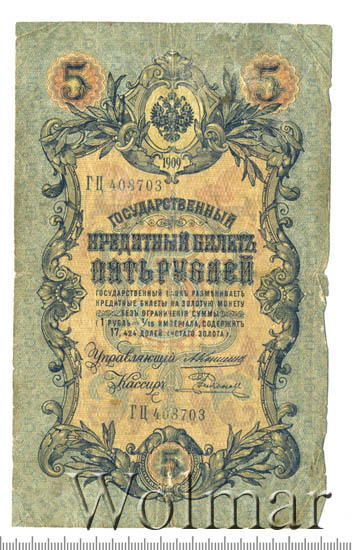 5 5
1909
ГЦ 408703
ГОСУДАРСТВЕННЫЙ
КРЕДИТНЫЙ БИЛЕТЪ
ПЯТЬ РУБЛЕЙ
ГОСУДАРСТВЕННЫЙ БАНКЪ РАЗМѢНИВАЕТЪ
КРЕДИТНЫЕ БИЛЕТЫ НА ЗОЛОТУЮ МОНЕТУ
БЕЗЪ ОГРАНИЧЕНІЯ СУММЫ
(1 РУБЛЬ = 1/15 ИМПЕРІАЛА, СОДЕРЖИТЪ
17,424 ДОЛЕЙ ЧИСТАГО ЗОЛОТА.)
Управляющій
Кассиръ
ГЦ 408703
5
Wolmar